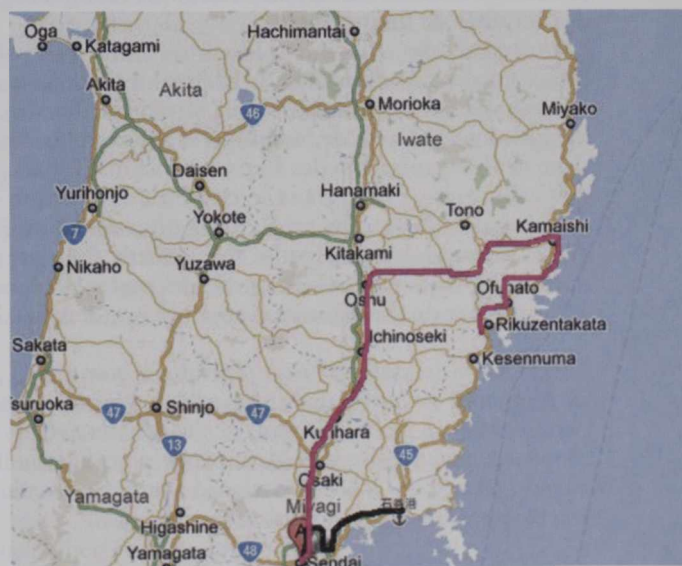 Oga
Katagami
Hachimantai
Akita
Akita
46
Morioka
Miyako
Iwate
Daisen
Hanamaki
Yurihonjo
Tono
7
Yokote
Kamaishi
Kitakami
Nikaho
Yuzawa
Oshu
Ofunato
Rikuzentakata
Ichinoseki
Sakata
Kesennuma
Tsuruoka
47
Shinjo
47
13
Kurihara
45
Osaki
Yamagata
Miyagi
Higashine
A
Yamagata
48
Sendai